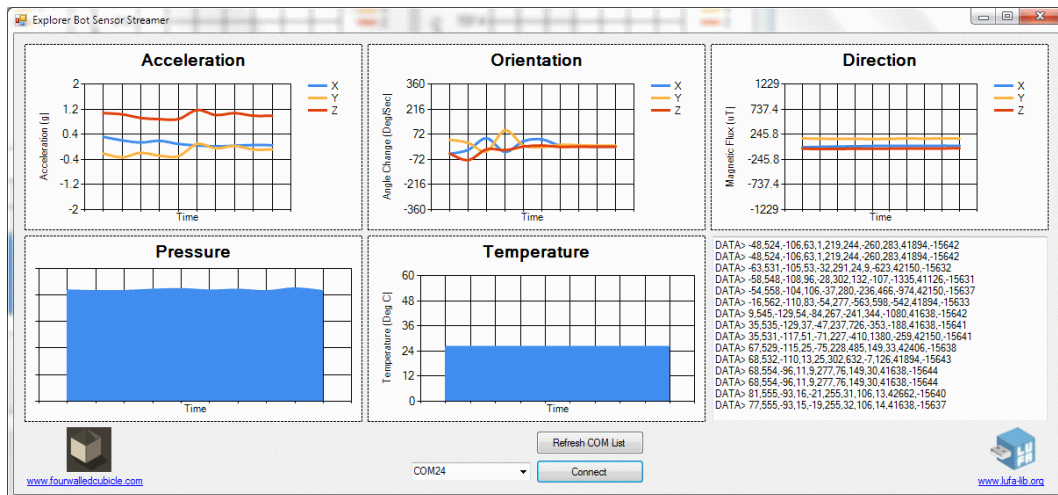 Explorer Bot Sensor Streamer
Acceleration
Acceleration [g]
2
1.2
0.4
-0.4
-1.2
-2
Time
X
Y
Z
Orientation
Angle Change [Deg/Sec]
360
216
72
-72
-216
-360
Time
X
Y
Z
Direction
Magnetic Flux (uT)
1229
737.4
245.8
-245.8
-737.4
-1229
Time
X
Y
Z
Pressure
Time
Temperature
Temperature [Deg C]
60
48
36
24
12
0
Time
DATA> -48,524,-106,63,1,219,244,-260,283,41894,-15642
DATA> -48,524,-106,63,1,219,244,-260,283,41894,-15642
DATA> -63,531,-105,53,-32,291,24,9,-623,42150,-15632
DATA> -58,548,-108,96,-28,302,132,-107,-1335,41126,-15631
DATA> -54,558,-104,106,-37,280,-236,466,-974,42150,-15637
DATA> -16,562,-110,83,-54,277,-563,598,-542,41894,-15633
DATA> 9,545,-129,54,-84,267,-241,344,-1080,41638,-15642
DATA> 35,535,-129,37,-47,237,726,-353,-188,41638,-15641
DATA> 35,531,-117,51,-71,227,-410,1380,-259,42150,-15641
DATA> 67,529,-115,25,-75,228,485,149,33,42406,-15638
DATA> 68,532,-110,13,25,302,632,-7,126,41894,-15643
DATA> 68,554,-96,11,9,277,76,149,30,41638,-15644
DATA> 68,554,-96,11,9,277,76,149,30,41638,-15644
DATA> 81,555,-93,16,-21,255,31,106,13,42662,-15640
DATA> 77,555,-93,15,-19,255,32,106,14,41638,-15637
Refresh COM List
COM24
Connect
www.fourwalledcubicle.com
www.lufa-lib.org